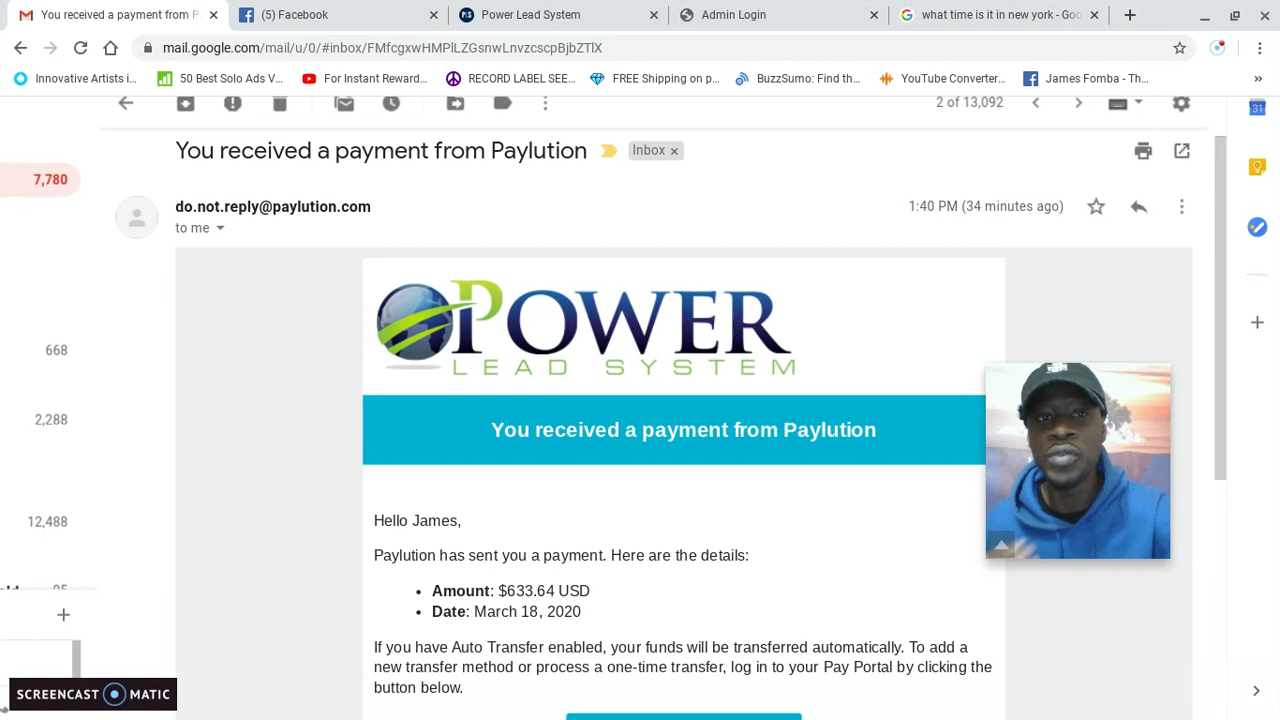 You received a payment from P
(5) Facebook
Power Lead System
Admin Login
what time is it in new york - Goo
mail.google.com/mail/u/0/#inbox/FMfcgxwHMPlLZGsnwLnvzcscpBjbZTlX
Innovative Artists i...
50 Best Solo Ads V...
For Instant Reward...
RECORD LABEL SEE...
FREE Shipping on p...
BuzzSumo: Find th...
YouTube Converter...
James Fomba - Th...
2 of 13,092
31
You received a payment from Paylution
Inbox
7,780
do.not.reply@paylution.com
1:40 PM (34 minutes ago)
to me
POWER
LEAD SYSTEM
668
2,288
You received a payment from Paylution
12,488
Hello James,
Paylution has sent you a payment. Here are the details:
• Amount: $633.64 USD
• Date: March 18, 2020
If you have Auto Transfer enabled, your funds will be transferred automatically. To add a
new transfer method or process a one-time transfer, log in to your Pay Portal by clicking the
button below.
SCREENCAST MATIC